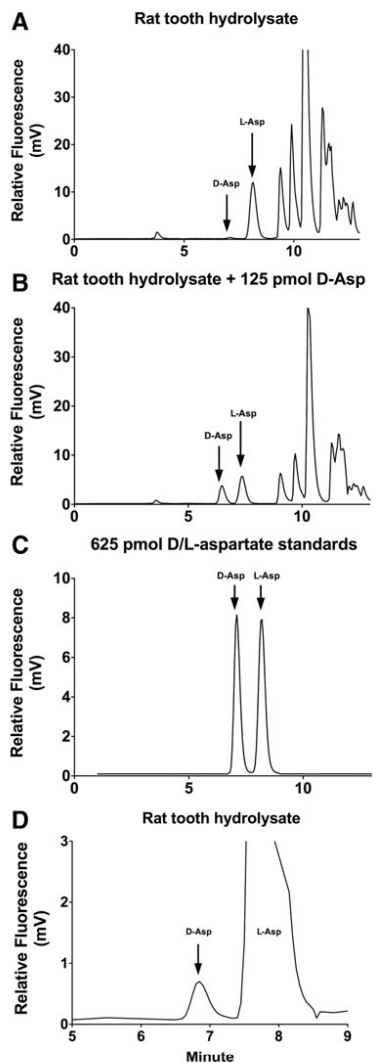 A
Rat tooth hydrolysate
Relative Fluorescence
(mV)
40
30
20
10
0
L-Asp
D-Asp
0
5
10
B
Rat tooth hydrolysate + 125 pmol D-Asp
Relative Fluorescence
(mV)
40
30
20
10
0
L-Asp
D-Asp
0
5
10
C
625 pmol D/L-aspartate standards
Relative Fluorescence
(mV)
10
8
6
4
2
0
D-Asp L-Asp
0
5
10
D
Rat tooth hydrolysate
Relative Fluorescence
(mV)
3
2
1
0
D-Asp
L-Asp
5
6
7
8
9
Minute